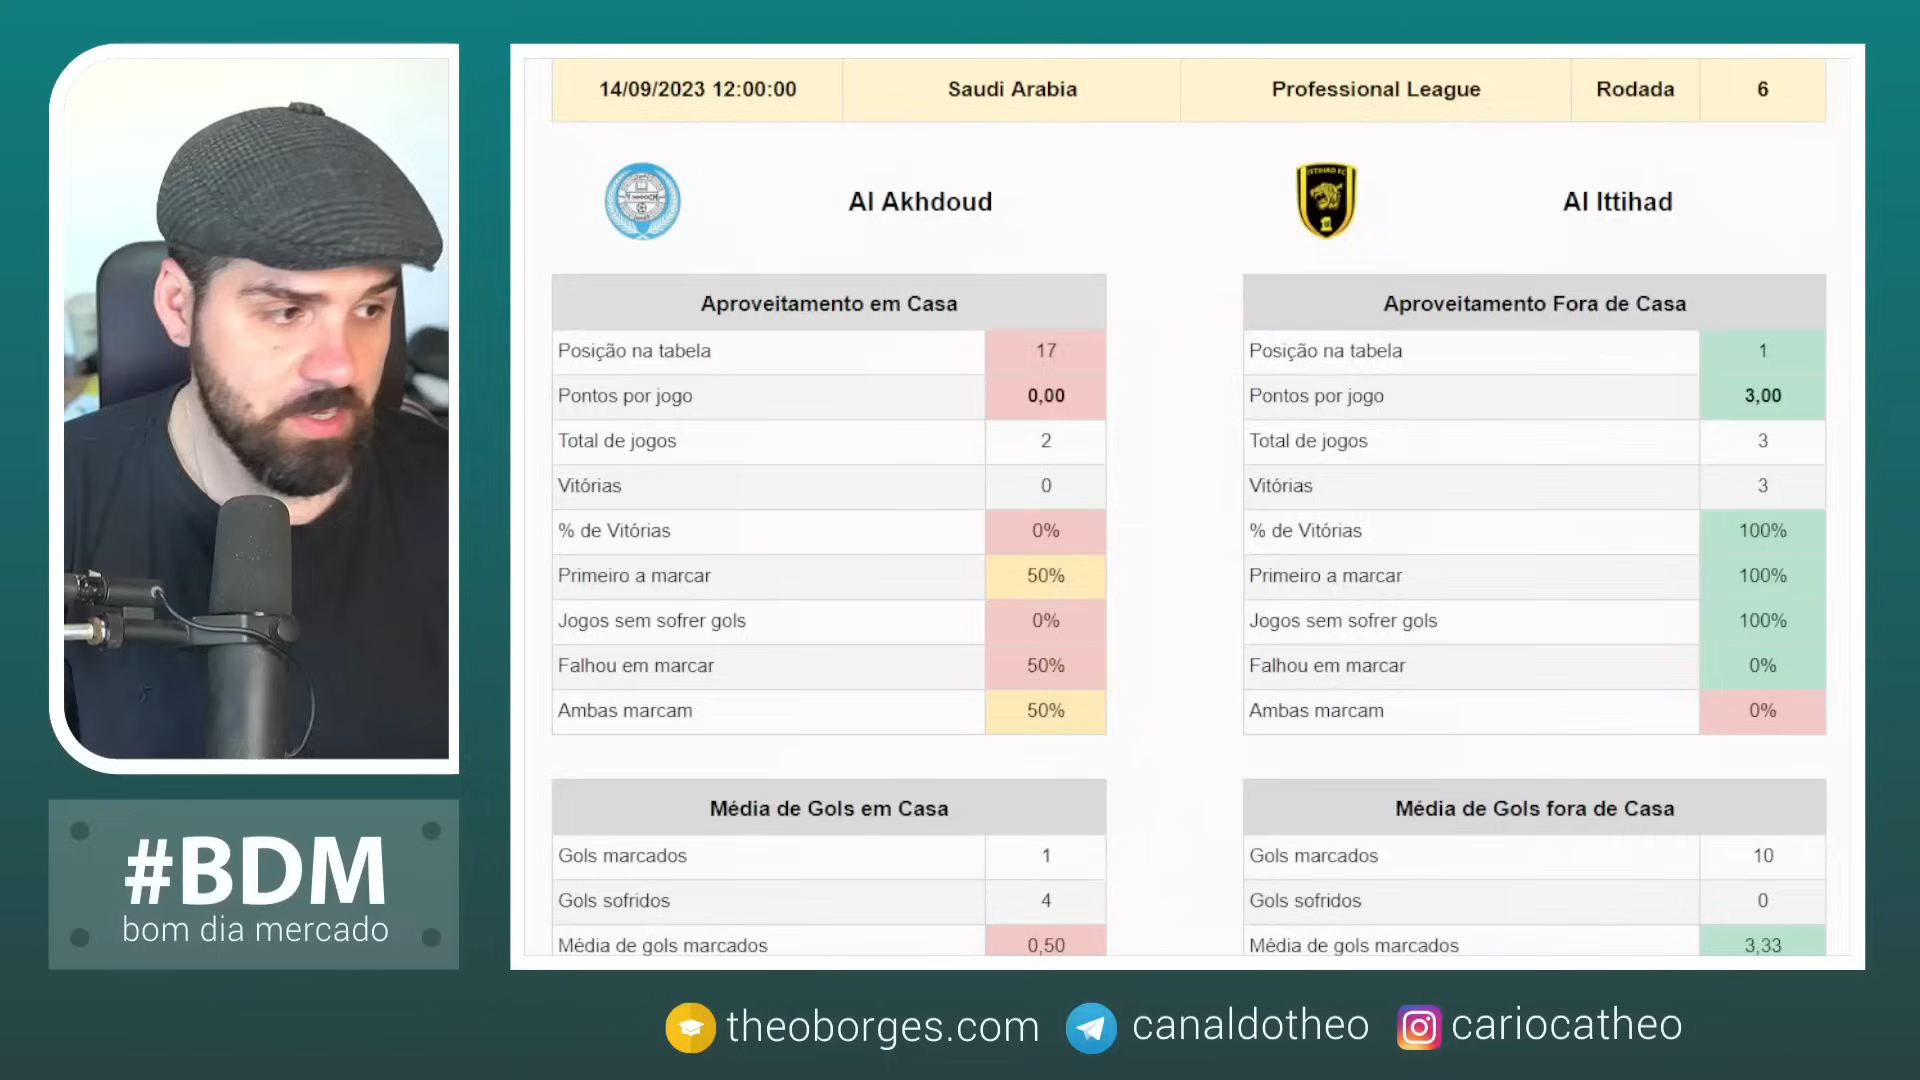 14/09/2023 12:00:00 Saudi Arabia Professional League Rodada 6
Al Akhdoud Al Ittihad
ITTIHAD FC
1
Aproveitamento em Casa
Posição na tabela 17
Pontos por jogo 0,00
Total de jogos 2
Vitórias 0
% de Vitórias 0%
Primeiro a marcar 50%
Jogos sem sofrer gols 0%
Falhou em marcar 50%
Ambas marcam 50%
Aproveitamento Fora de Casa
Posição na tabela 1
Pontos por jogo 3,00
Total de jogos 3
Vitórias 3
% de Vitórias 100%
Primeiro a marcar 100%
Jogos sem sofrer gols 100%
Falhou em marcar 0%
Ambas marcam 0%
Média de Gols em Casa
Gols marcados 1
Gols sofridos 4
Média de gols marcados 0,50
Média de Gols fora de Casa
Gols marcados 10
Gols sofridos 0
Média de gols marcados 3,33
#BDM
bom dia mercado
theoborges.com canaldotheo cariocatheo